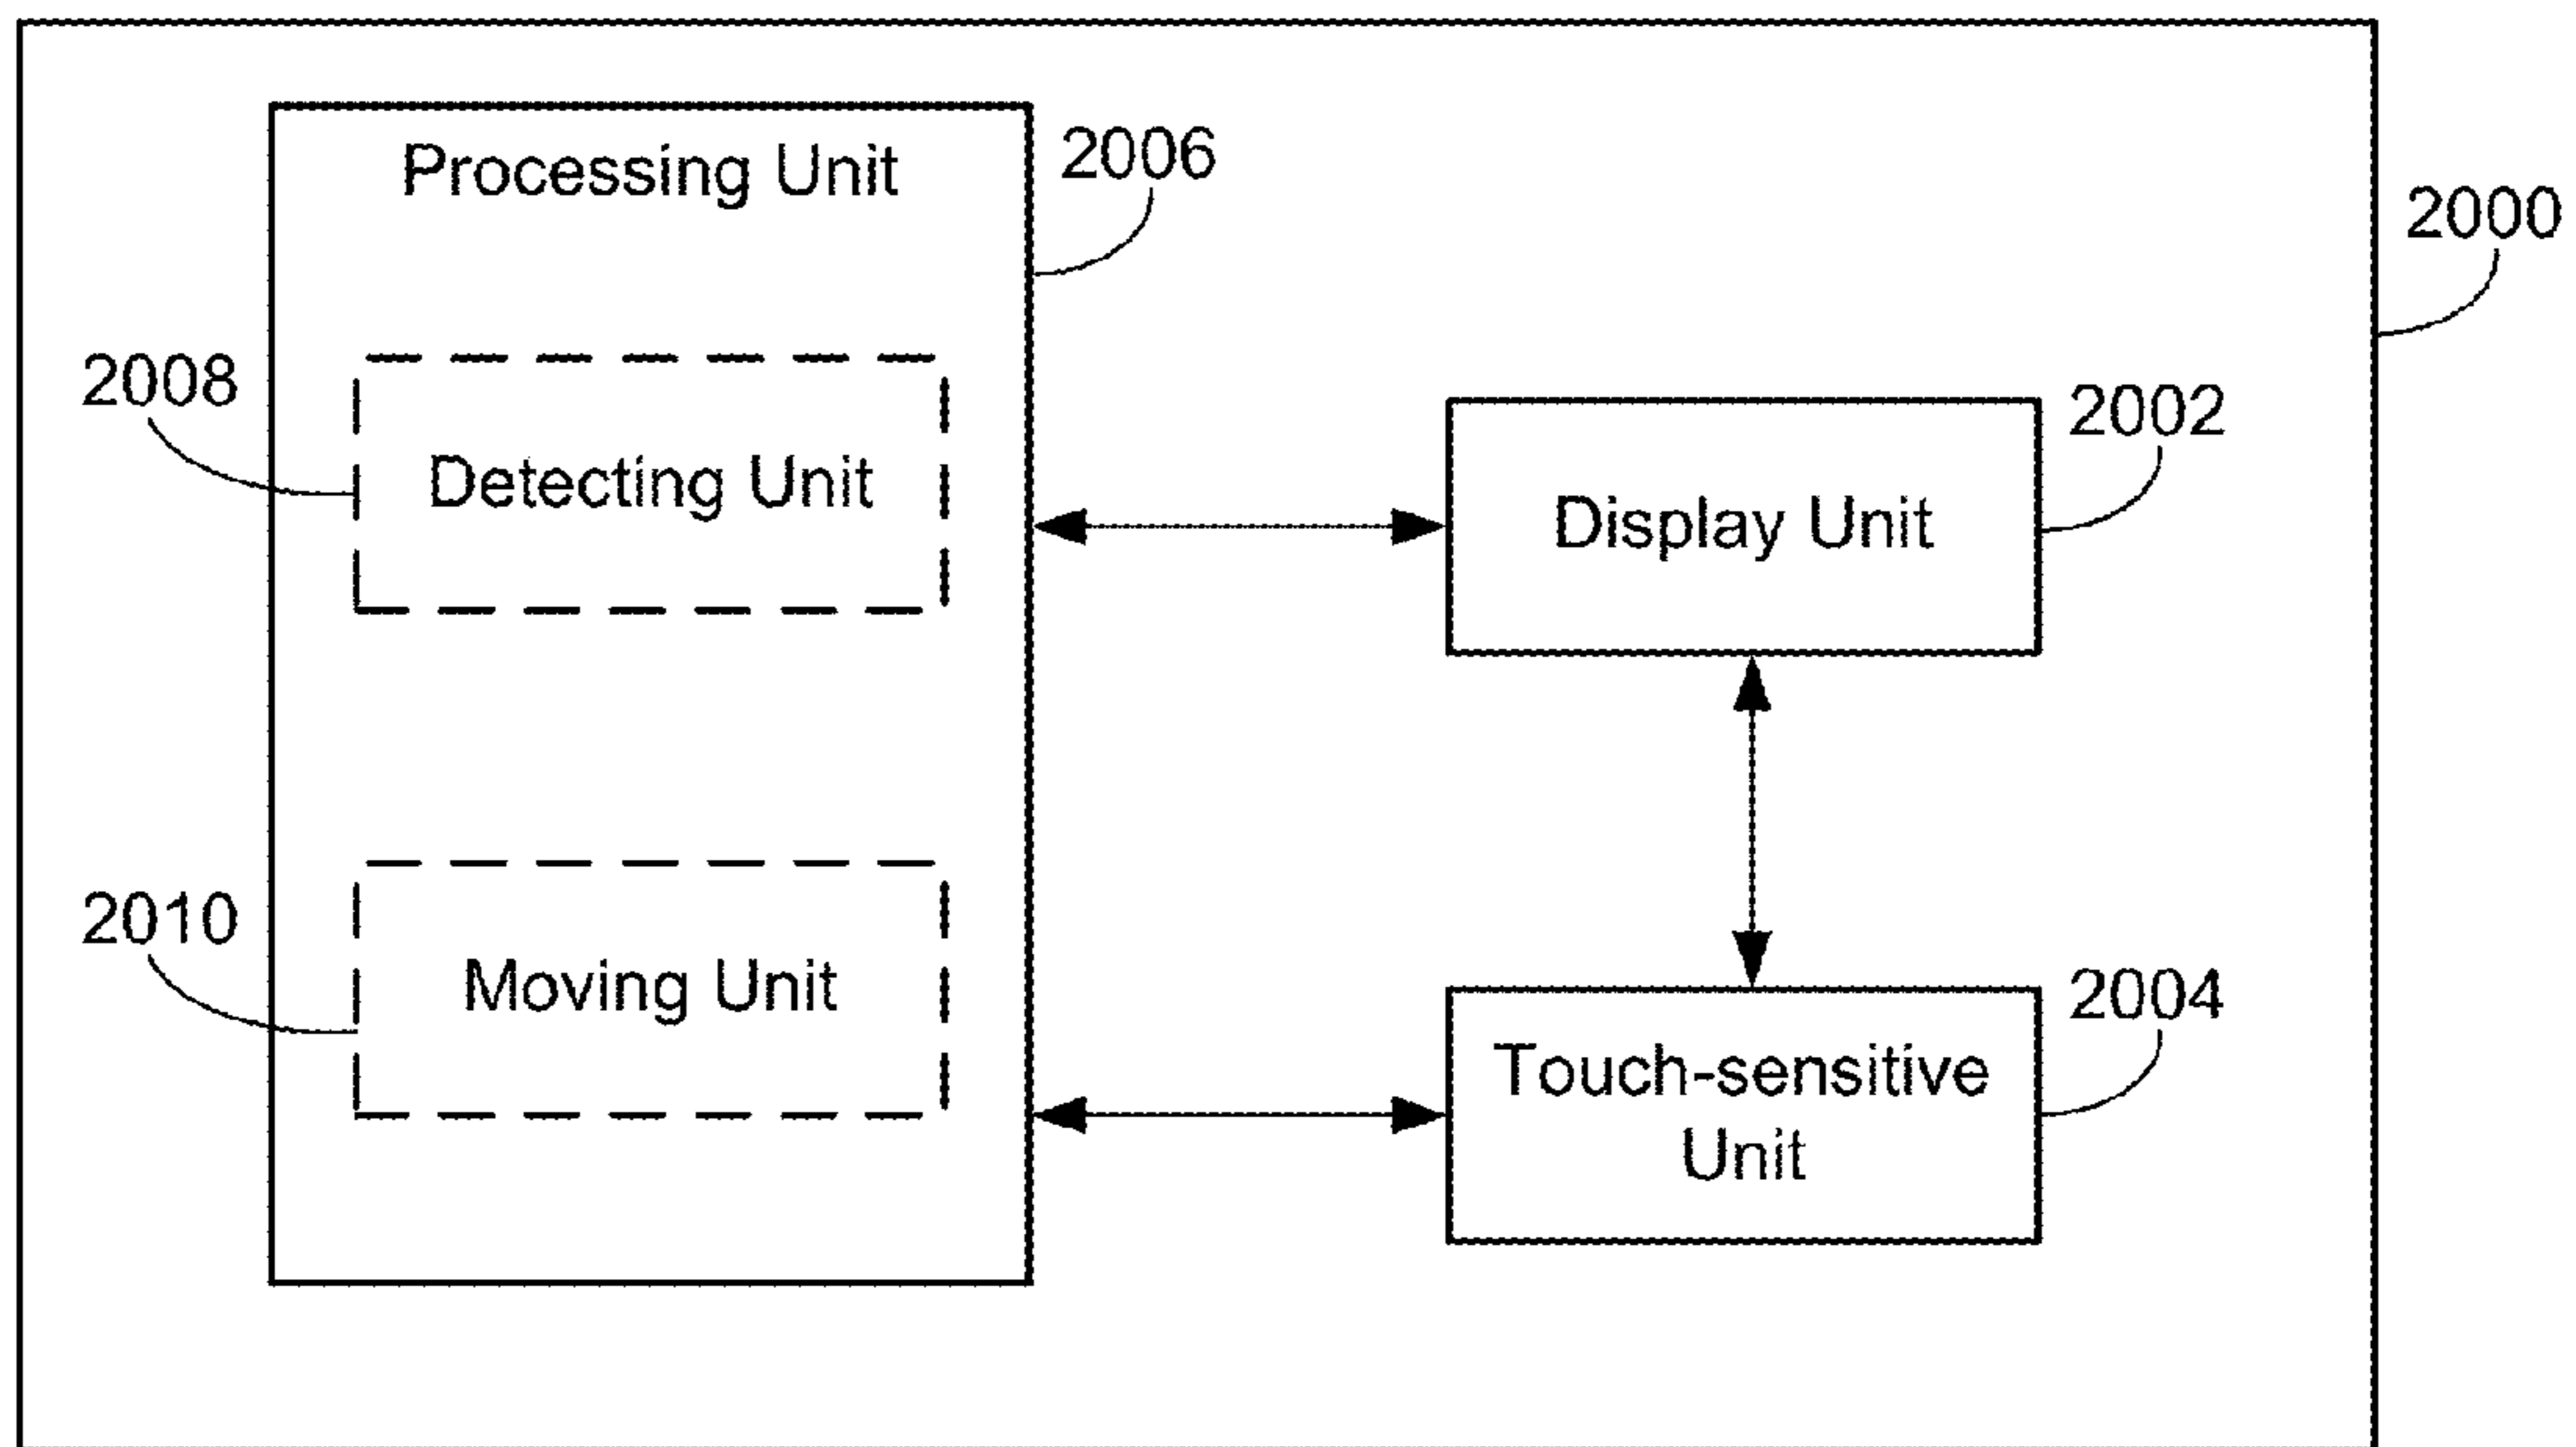 Processing Unit
2006
2000
2008
Detecting Unit
2002
Display Unit
2010
Moving Unit
2004
Touch-sensitive
Unit